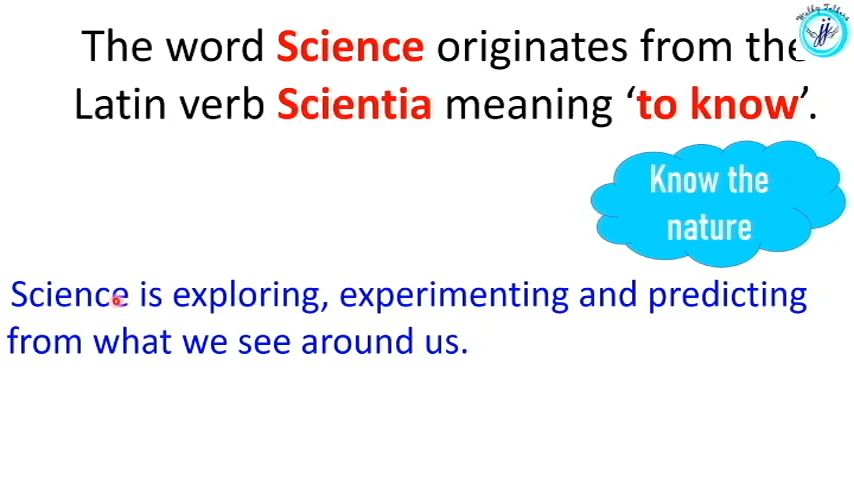 The word Science originates from the
Latin verb Scientia meaning ‘to know’.
Know the
nature
Science is exploring, experimenting and predicting
from what we see around us.